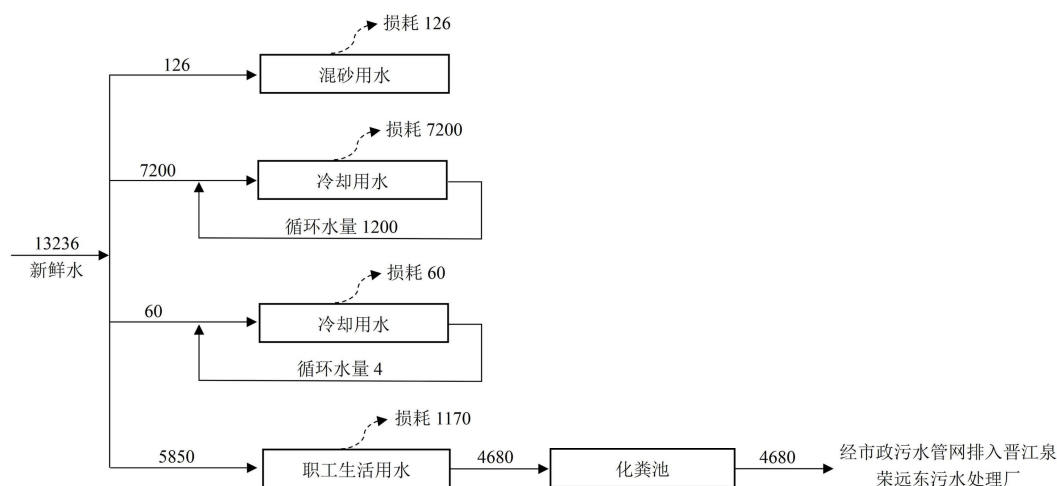 损耗 126
126
混砂用水
损耗 7200
7200
冷却用水
循环水量 1200
13236
新鲜水
损耗 60
60
冷却用水
循环水量 4
损耗 1170
5850
职工生活用水
4680
化粪池
4680
经市政污水管网排入晋江泉
荣远东污水处理厂